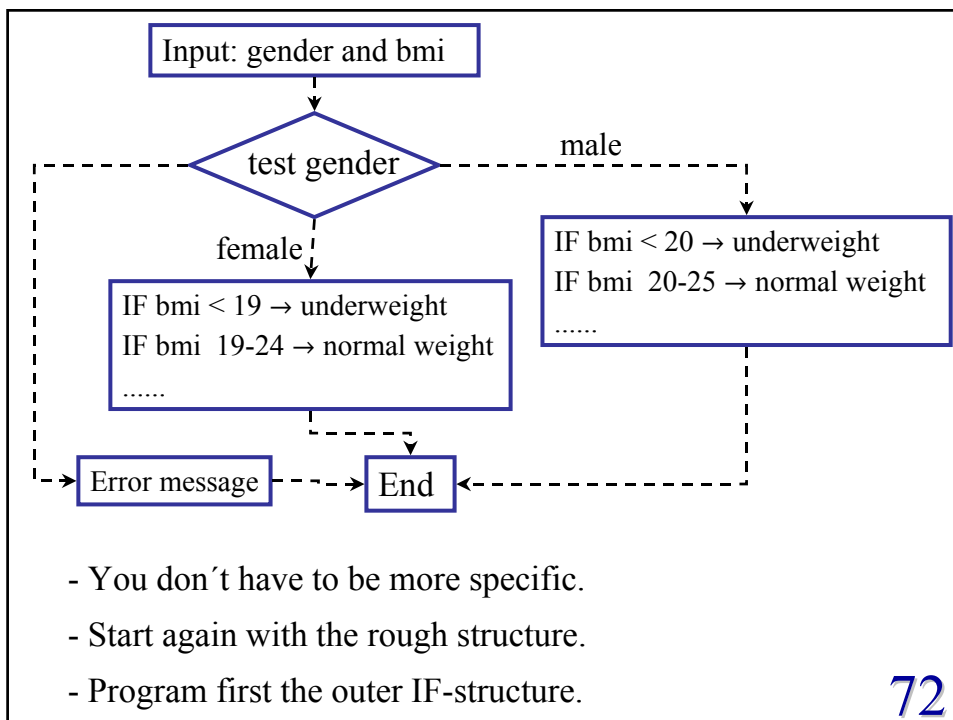 Input: gender and bmi
test gender
male
female
IF bmi < 20 → underweight
IF bmi  20-25 → normal weight
......
IF bmi < 19 → underweight
IF bmi  19-24 → normal weight
......
Error message
End
- You don´t have to be more specific.
- Start again with the rough structure.
- Program first the outer IF-structure.
72